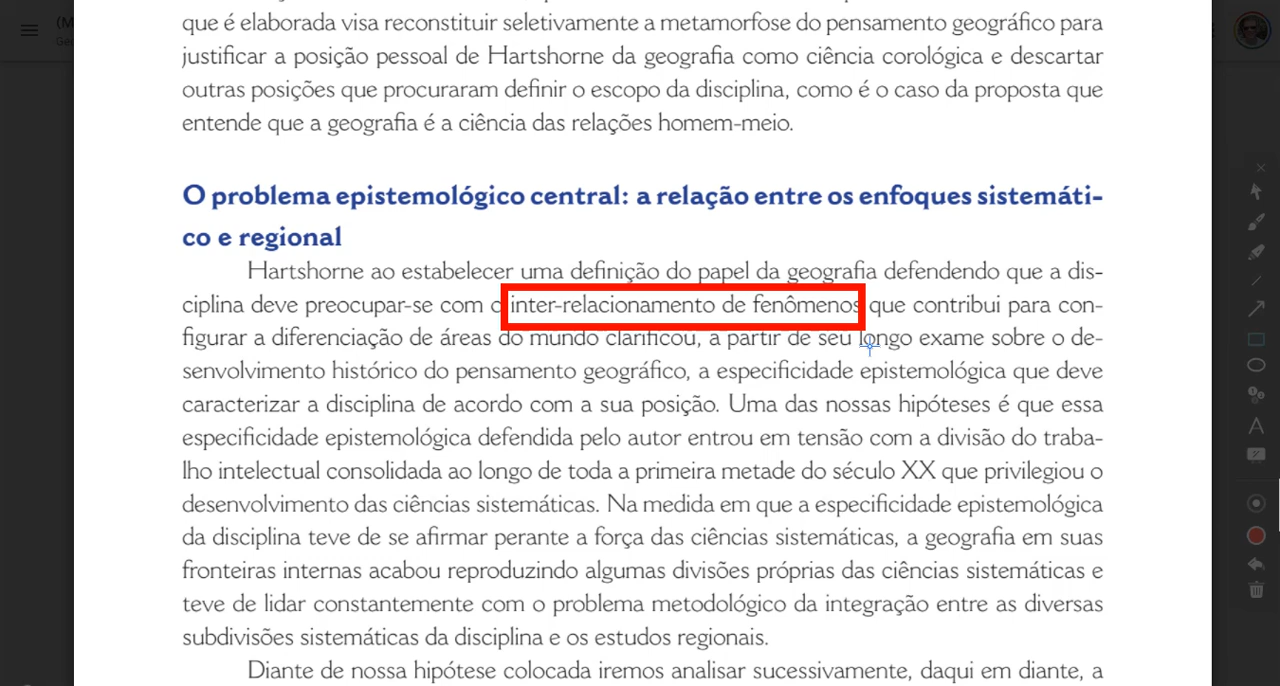 que é elaborada visa reconstituir seletivamente a metamorfose do pensamento geográfico para
justificar a posição pessoal de Hartshorne da geografia como ciência corológica e descartar
outras posições que procuraram definir o escopo da disciplina, como é o caso da proposta que
entende que a geografia é a ciência das relações homem-meio.
O problema epistemológico central: a relação entre os enfoques sistemáti-
co e regional
Hartshorne ao estabelecer uma definição do papel da geografia defendendo que a dis-
ciplina deve preocupar-se com o inter-relacionamento de fenômenos que contribui para con-
figurar a diferenciação de áreas do mundo clarificou, a partir de seu longo exame sobre o de-
senvolvimento histórico do pensamento geográfico, a especificidade epistemológica que deve
caracterizar a disciplina de acordo com a sua posição. Uma das nossas hipóteses é que essa
especificidade epistemológica defendida pelo autor entrou em tensão com a divisão do traba-
lho intelectual consolidada ao longo de toda a primeira metade do século XX que privilegiou o
desenvolvimento das ciências sistemáticas. Na medida em que a especificidade epistemológica
da disciplina teve de se afirmar perante a força das ciências sistemáticas, a geografia em suas
fronteiras internas acabou reproduzindo algumas divisões próprias das ciências sistemáticas e
teve de lidar constantemente com o problema metodológico da integração entre as diversas
subdivisões sistemáticas da disciplina e os estudos regionais.
Diante de nossa hipótese colocada iremos analisar sucessivamente, daqui em diante, a